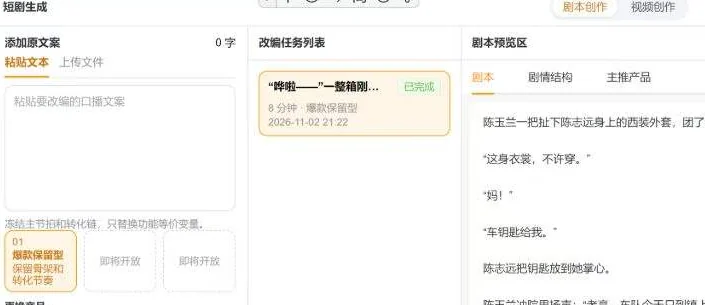 短剧生成
剧本创作
视频创作
添加原文案
0 字
粘贴文本
上传文件
粘贴要改编的口播文案
冻结主节拍和转化链，只替换功能等价变量。
01
爆款保留型
保留骨架和
转化节奏
即将开放
即将开放
改编任务列表
“哗啦——”一整箱刚...
已完成
8 分钟 · 爆款保留型
2026-11-02 21:22
剧本预览区
剧本
剧情结构
主推产品
陈玉兰一把扯下陈志远身上的西装外套，团了
“这身衣裳，不许穿。”
“妈！”
“车钥匙给我。”
陈志远把钥匙放到她掌心。